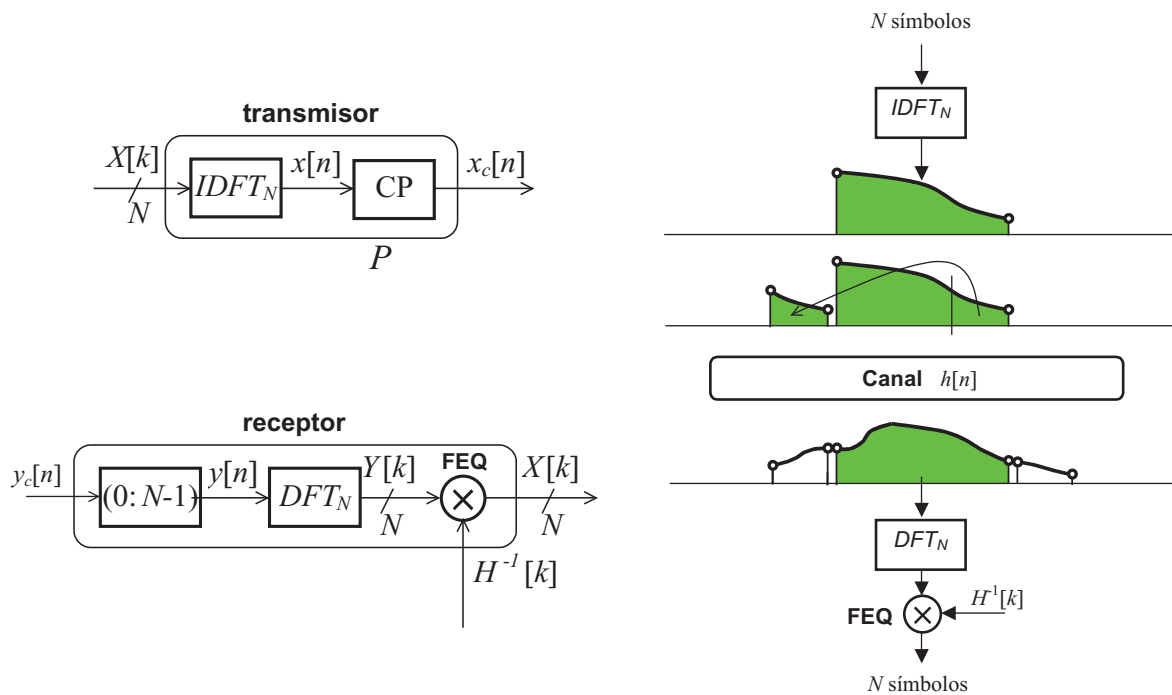 transmisor
X[k]
N
IDFT_N
x[n]
CP
x_c[n]
P
receptor
y_c[n]
(0: N-1)
y[n]
DFT_N
Y[k]
N
FEQ
X[k]
N
H⁻¹[k]
N símbolos
IDFT_N
Canal h[n]
DFT_N
FEQ
H⁻¹[k]
N símbolos